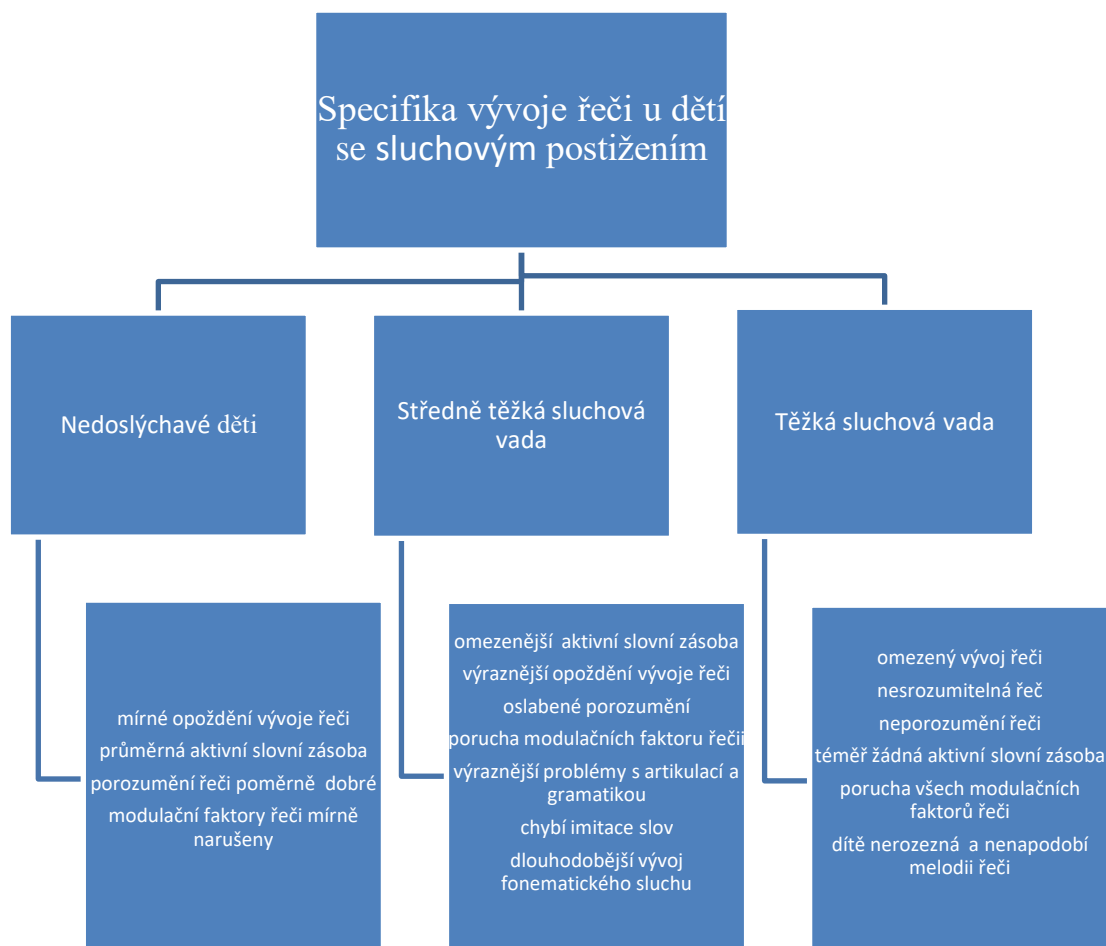 Specifika vývoje řeči u dětí
se sluchovým postižením
Nedoslýchavé děti
Středně těžká sluchová
vada
Těžká sluchová vada
mírné opoždění vývoje řeči
průměrná aktivní slovní zásoba
porozumění řeči poměrně dobré
modulační faktory řeči mírně
narušeny
omezenější aktivní slovní zásoba
výraznější opoždění vývoje řeči
oslabené porozumění
porucha modulačních faktoru řečii
výraznější problémy s artikulací a
gramatikou
chybí imitace slov
dlouhodobější vývoj
fonematického sluchu
omezený vývoj řeči
nesrozumitelná řeč
neporozumění řeči
téměř žádná aktivní slovní zásoba
porucha všech modulačních
faktorů řeči
dítě nerozezná a nenapodobí
melodii řeči